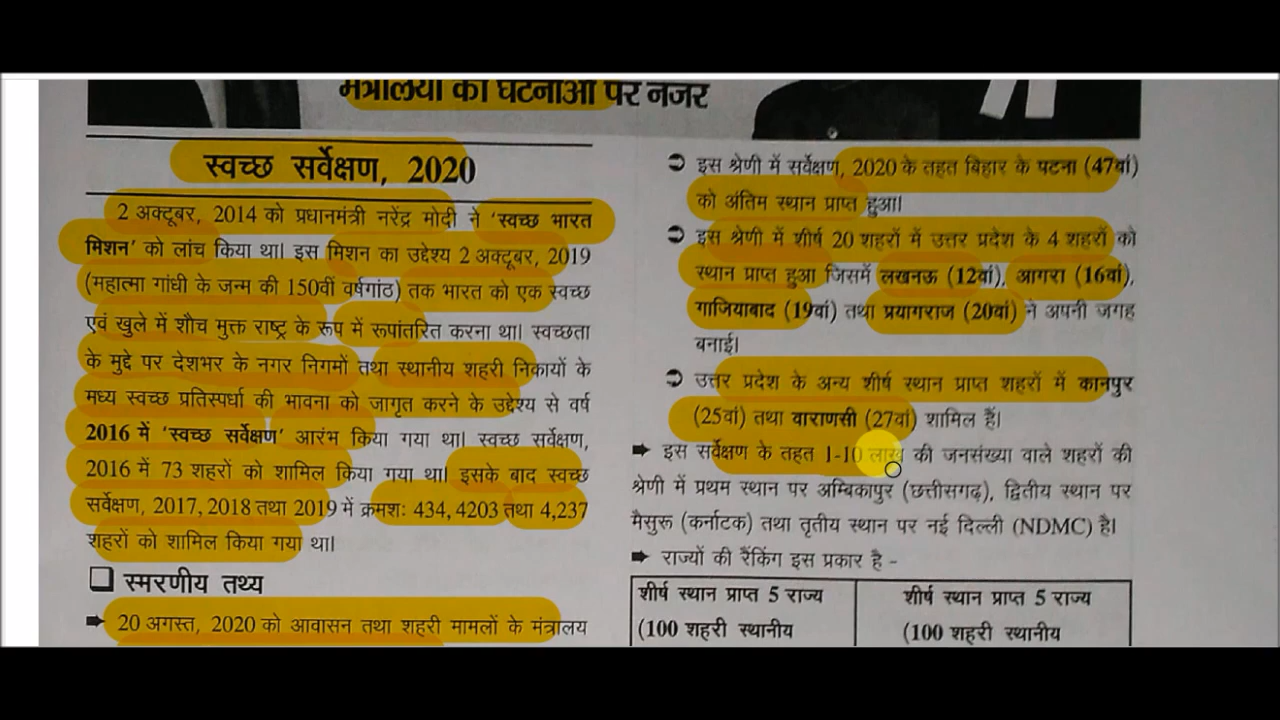 मंत्रालयों की घटनाओं पर नजर
स्वच्छ सर्वेक्षण, 2020
2 अक्टूबर, 2014 को प्रधानमंत्री नरेंद्र मोदी ने ‘स्वच्छ भारत
मिशन’ को लांच किया था। इस मिशन का उद्देश्य 2 अक्टूबर, 2019
(महात्मा गांधी के जन्म की 150वीं वर्षगांठ) तक भारत को एक स्वच्छ
एवं खुले में शौच मुक्त राष्ट्र के रूप में रूपांतरित करना था। स्वच्छता
के मुद्दे पर देशभर के नगर निगमों तथा स्थानीय शहरी निकायों के
मध्य स्वच्छ प्रतिस्पर्धा की भावना को जागृत करने के उद्देश्य से वर्ष
2016 में ‘स्वच्छ सर्वेक्षण’ आरंभ किया गया था। स्वच्छ सर्वेक्षण,
2016 में 73 शहरों को शामिल किया गया था। इसके बाद स्वच्छ
सर्वेक्षण, 2017, 2018 तथा 2019 में क्रमशः 434, 4203 तथा 4,237
शहरों को शामिल किया गया था।
❑ स्मरणीय तथ्य
➨ 20 अगस्त, 2020 को आवासन तथा शहरी मामलों के मंत्रालय
➲ इस श्रेणी में सर्वेक्षण, 2020 के तहत बिहार के पटना (47वां)
को अंतिम स्थान प्राप्त हुआ।
➲ इस श्रेणी में शीर्ष 20 शहरों में उत्तर प्रदेश के 4 शहरों को
स्थान प्राप्त हुआ जिसमें लखनऊ (12वां), आगरा (16वां),
गाजियाबाद (19वां) तथा प्रयागराज (20वां) ने अपनी जगह
बनाई।
➲ उत्तर प्रदेश के अन्य शीर्ष स्थान प्राप्त शहरों में कानपुर
(25वां) तथा वाराणसी (27वां) शामिल हैं।
➨ इस सर्वेक्षण के तहत 1-10 लाख की जनसंख्या वाले शहरों की
श्रेणी में प्रथम स्थान पर अम्बिकापुर (छत्तीसगढ़), द्वितीय स्थान पर
मैसुरू (कर्नाटक) तथा तृतीय स्थान पर नई दिल्ली (NDMC) है।
➨ राज्यों की रैंकिंग इस प्रकार है -
शीर्ष स्थान प्राप्त 5 राज्य शीर्ष स्थान प्राप्त 5 राज्य
(100 शहरी स्थानीय (100 शहरी स्थानीय